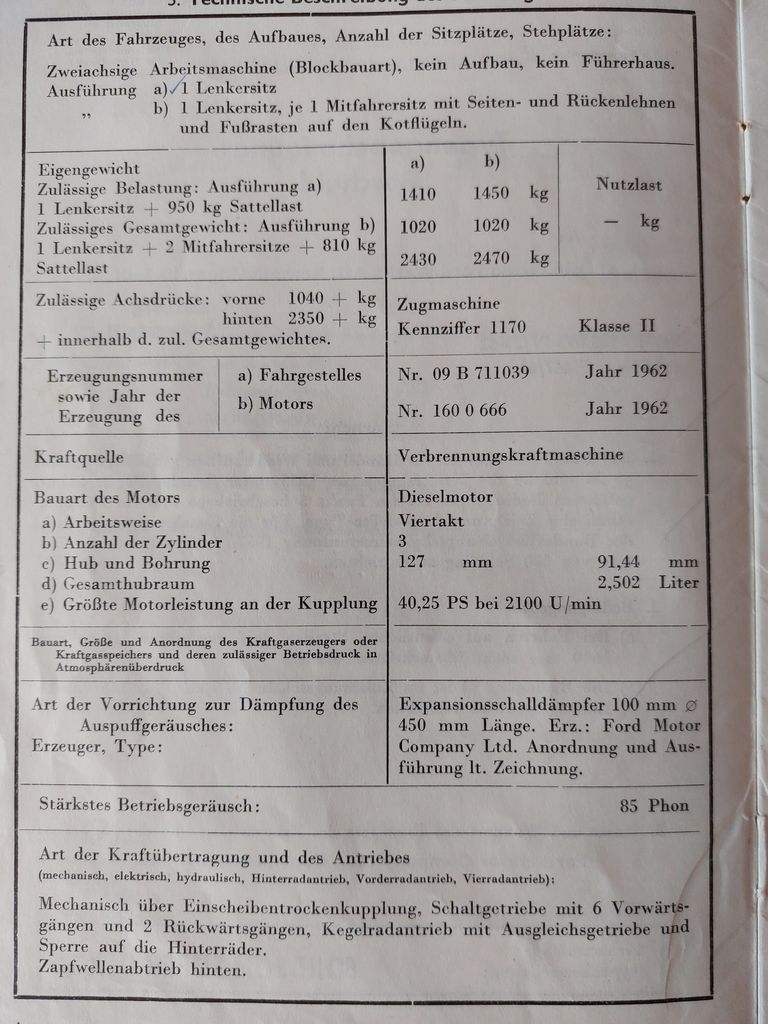 3. Technische Beschreibung des
Art des Fahrzeuges, des Aufbaues, Anzahl der Sitzplätze, Stehplätze:
Zweiachsige Arbeitsmaschine (Blockbauart), kein Aufbau, kein Führerhaus.
Ausführung a) ✓ 1 Lenkersitz
„ b) 1 Lenkersitz, je 1 Mitfahrersitz mit Seiten- und Rückenlehnen
und Fußrasten auf den Kotflügeln.
Eigengewicht
Zulässige Belastung: Ausführung a)
1 Lenkersitz + 950 kg Sattellast
Zulässiges Gesamtgewicht: Ausführung b)
1 Lenkersitz + 2 Mitfahrersitze + 810 kg
Sattellast
a) b)
1410 1450 kg
1020 1020 kg
2430 2470 kg
Nutzlast
— kg
Zulässige Achsdrücke: vorne 1040 + kg
hinten 2350 + kg
+ innerhalb d. zul. Gesamtgewichtes.
Zugmaschine
Kennziffer 1170 Klasse II
Erzeugungsnummer
sowie Jahr der
Erzeugung des
a) Fahrgestelles
b) Motors
Nr. 09 B 711039 Jahr 1962
Nr. 160 0 666 Jahr 1962
Kraftquelle
Verbrennungskraftmaschine
Bauart des Motors Dieselmotor
a) Arbeitsweise Viertakt
b) Anzahl der Zylinder 3
c) Hub und Bohrung 127 mm 91,44 mm
d) Gesamthubraum 2,502 Liter
e) Größte Motorleistung an der Kupplung 40,25 PS bei 2100 U/min
Bauart, Größe und Anordnung des Kraftgaserzeugers oder
Kraftgasspeichers und deren zulässiger Betriebsdruck in
Atmosphärenüberdruck
Art der Vorrichtung zur Dämpfung des
Auspuffgeräusches:
Erzeuger, Type:
Expansionsschalldämpfer 100 mm ∅
450 mm Länge. Erz.: Ford Motor
Company Ltd. Anordnung und Aus-
führung lt. Zeichnung.
Stärkstes Betriebsgeräusch: 85 Phon
Art der Kraftübertragung und des Antriebes
(mechanisch, elektrisch, hydraulisch, Hinterradantrieb, Vorderradantrieb, Vierradantrieb):
Mechanisch über Einscheibentrockenkupplung, Schaltgetriebe mit 6 Vorwärts-
gängen und 2 Rückwärtsgängen, Kegelradantrieb mit Ausgleichsgetriebe und
Sperre auf die Hinterräder.
Zapfwellenabtrieb hinten.